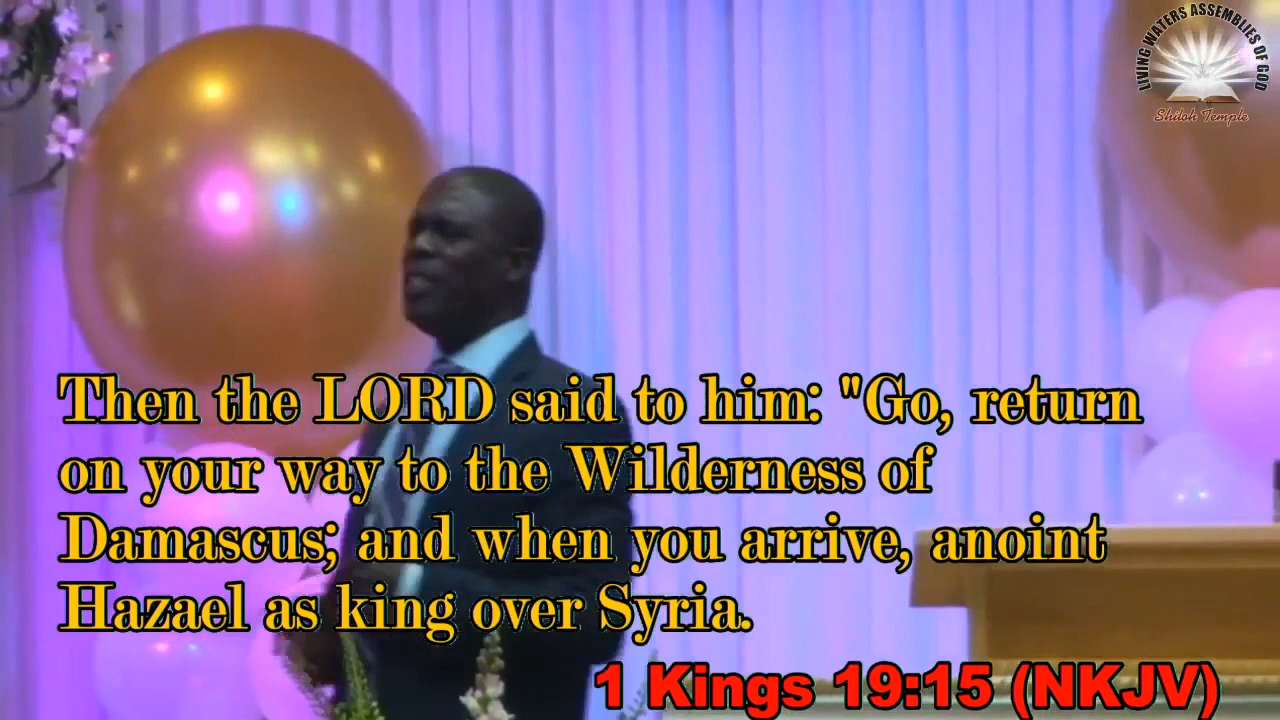 LIVING WATERS ASSEMBLIES OF GOD
Shiloh Temple
Then the LORD said to him: "Go, return
on your way to the Wilderness of
Damascus; and when you arrive, anoint
Hazael as king over Syria.
1 Kings 19:15 (NKJV)